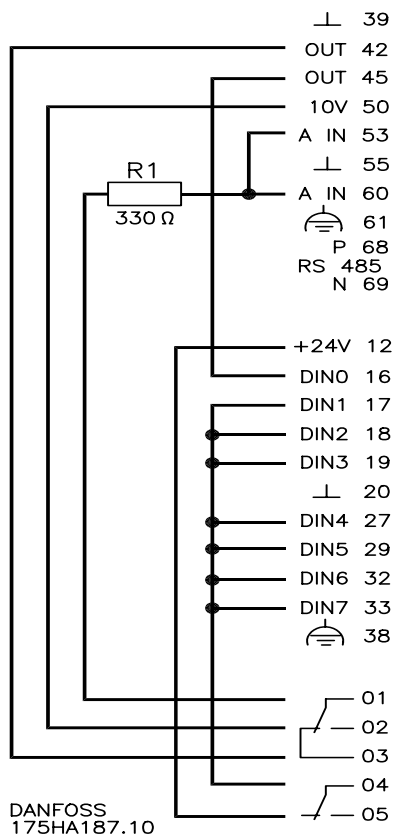 ⊥ 39
OUT 42
OUT 45
10V 50
A IN 53
⊥ 55
R1
A IN 60
330 Ω
61
P 68
RS 485
N 69
+24V 12
DIN0 16
DIN1 17
DIN2 18
DIN3 19
⊥ 20
DIN4 27
DIN5 29
DIN6 32
DIN7 33
38
01
02
03
04
05
DANFOSS
175HA187.10